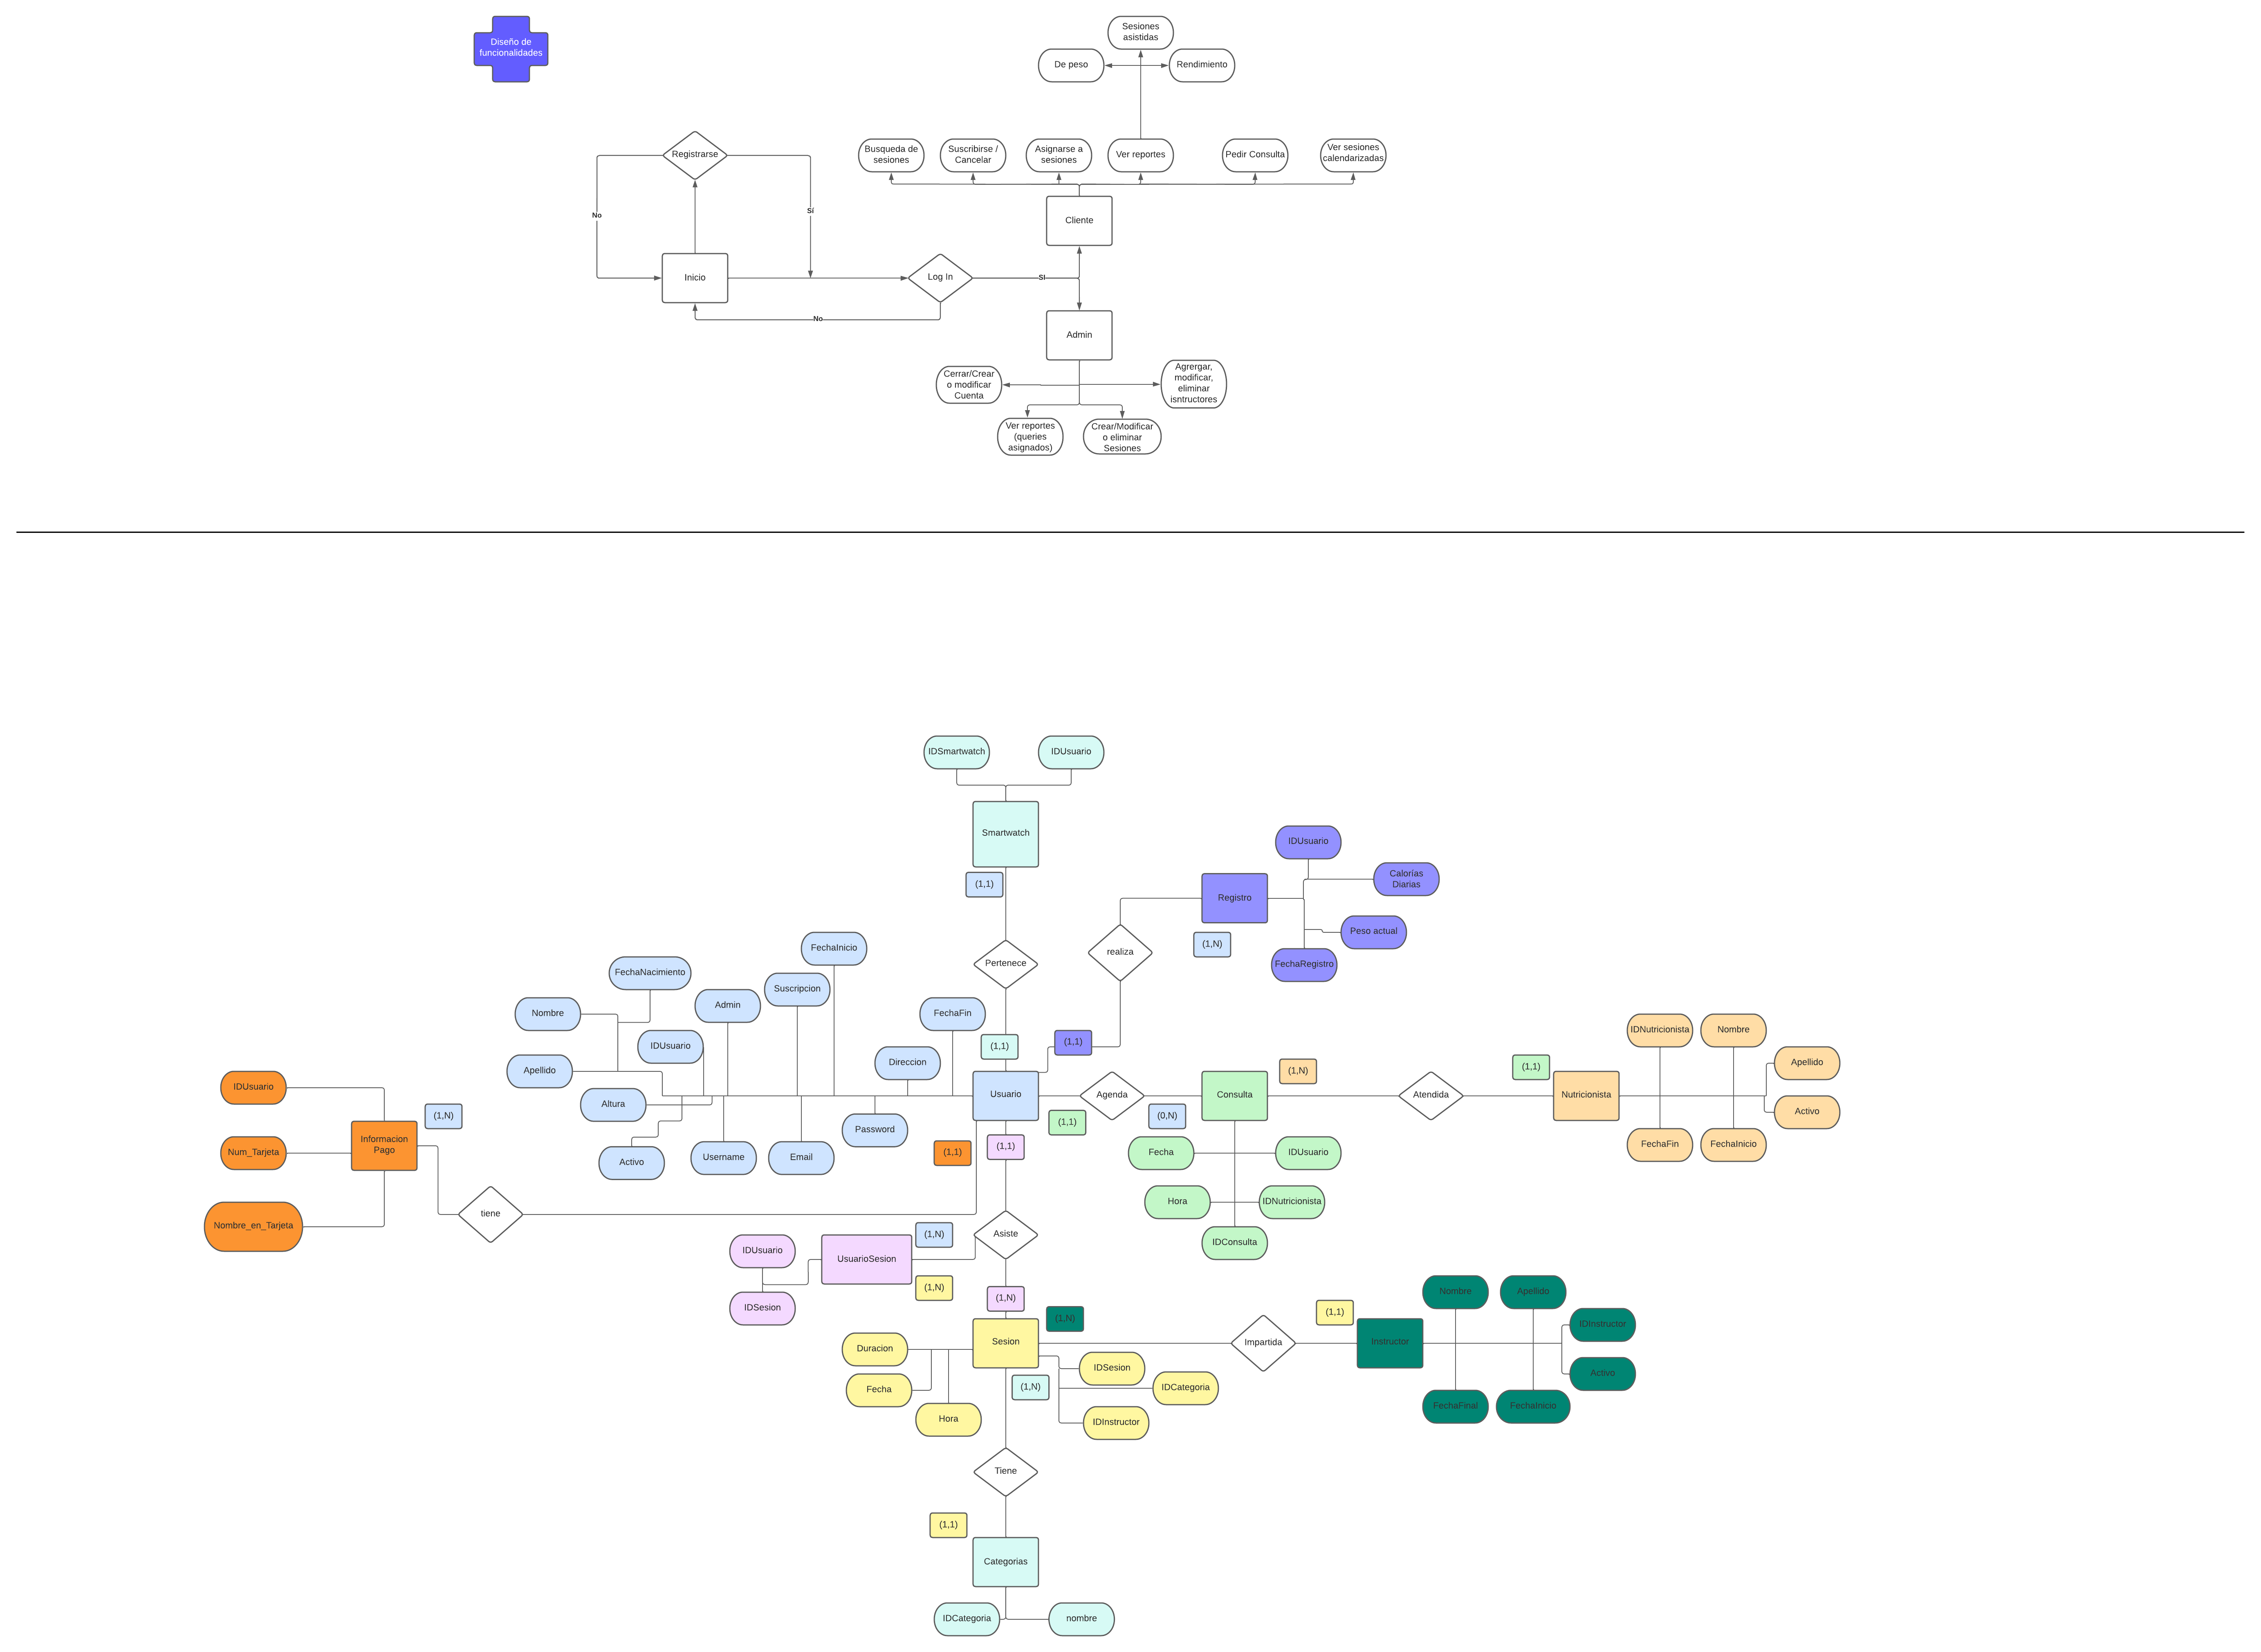 Diseño de
funcionalidades
Sesiones
asistidas
De peso
Rendimiento
Registrarse
Busqueda de
sesiones
Suscribirse /
Cancelar
Asignarse a
sesiones
Ver reportes
Pedir Consulta
Ver sesiones
calendarizadas
No
Sí
Cliente
Inicio
Log In
SI
No
Admin
Cerrar/Crear
o modificar
Cuenta
Agrergar,
modificar,
eliminar
isntructores
Ver reportes
(queries
asignados)
Crear/Modificar
o eliminar
Sesiones
IDSmartwatch
IDUsuario
Smartwatch
(1,1)
IDUsuario
Calorías
Diarias
Registro
Peso actual
(1,N)
FechaRegistro
realiza
Pertenece
FechaInicio
FechaNacimiento
Suscripcion
Admin
Nombre
FechaFin
IDUsuario
Direccion
(1,1)
(1,1)
Apellido
Altura
Usuario
Agenda
(1,1)
(0,N)
Consulta
(1,N)
Atendida
(1,1)
Nutricionista
IDNutricionista
Nombre
Apellido
Activo
FechaFin
FechaInicio
IDUsuario
(1,N)
Informacion
Pago
Num_Tarjeta
Nombre_en_Tarjeta
tiene
Activo
Username
Email
Password
(1,1)
(1,1)
Fecha
IDUsuario
Hora
IDNutricionista
IDConsulta
Asiste
(1,N)
IDUsuario
UsuarioSesion
IDSesion
(1,N)
(1,N)
(1,N)
Sesion
Impartida
(1,1)
Instructor
Nombre
Apellido
IDInstructor
Activo
FechaFinal
FechaInicio
Duracion
Fecha
Hora
(1,N)
IDSesion
IDCategoria
IDInstructor
Tiene
(1,1)
Categorias
IDCategoria
nombre